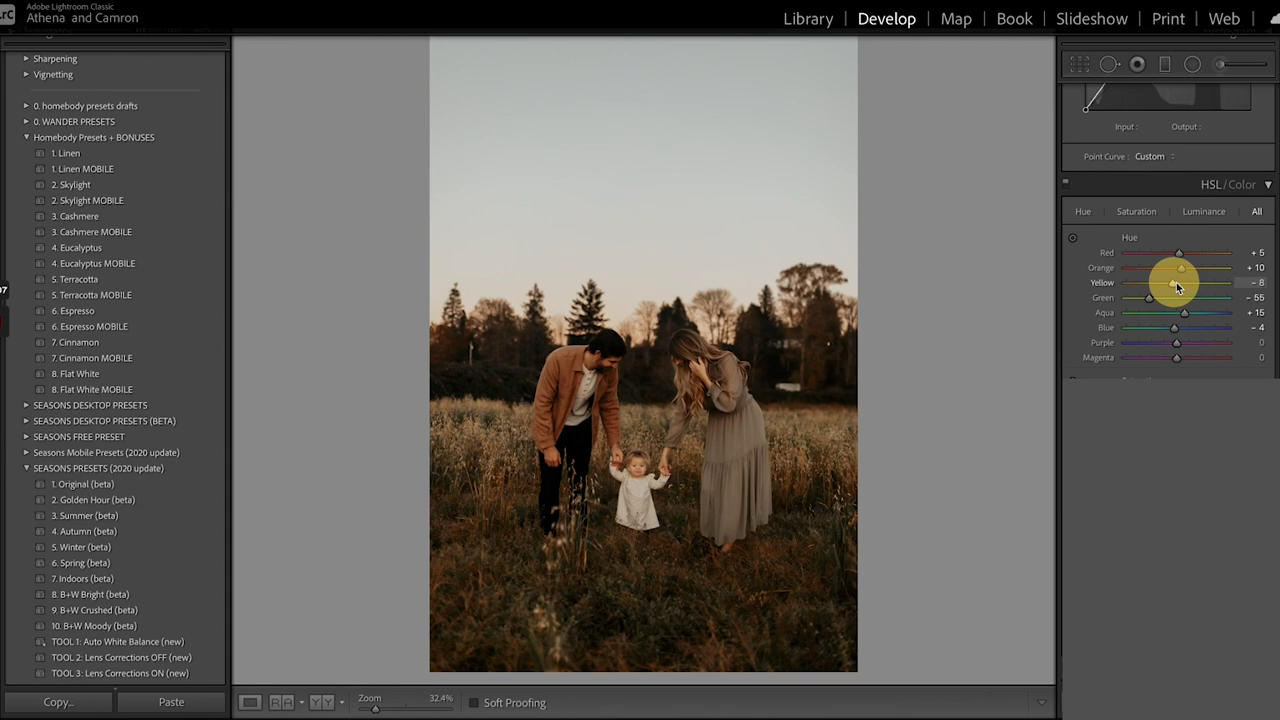 Adobe Lightroom Classic
Athena and Camron
Library | Develop | Map | Book | Slideshow | Print | Web |
Sharpening
Vignetting
0. homebody presets drafts
0. WANDER PRESETS
Homebody Presets + BONUSES
1. Linen
1. Linen MOBILE
2. Skylight
2. Skylight MOBILE
3. Cashmere
3. Cashmere MOBILE
4. Eucalyptus
4. Eucalyptus MOBILE
5. Terracotta
5. Terracotta MOBILE
6. Espresso
6. Espresso MOBILE
7. Cinnamon
7. Cinnamon MOBILE
8. Flat White
8. Flat White MOBILE
SEASONS DESKTOP PRESETS
SEASONS DESKTOP PRESETS (BETA)
SEASONS FREE PRESET
Seasons Mobile Presets (2020 update)
SEASONS PRESETS (2020 update)
1. Original (beta)
2. Golden Hour (beta)
3. Summer (beta)
4. Autumn (beta)
5. Winter (beta)
6. Spring (beta)
7. Indoors (beta)
8. B+W Bright (beta)
9. B+W Crushed (beta)
10. B+W Moody (beta)
TOOL 1: Auto White Balance (new)
TOOL 2: Lens Corrections OFF (new)
TOOL 3: Lens Corrections ON (new)
Copy... Paste
Zoom 32.4% Soft Proofing
Input : Output :
Point Curve : Custom
HSL / Color
Hue Saturation Luminance All
Hue
Red + 5
Orange + 10
Yellow - 8
Green - 55
Aqua + 15
Blue - 4
Purple 0
Magenta 0